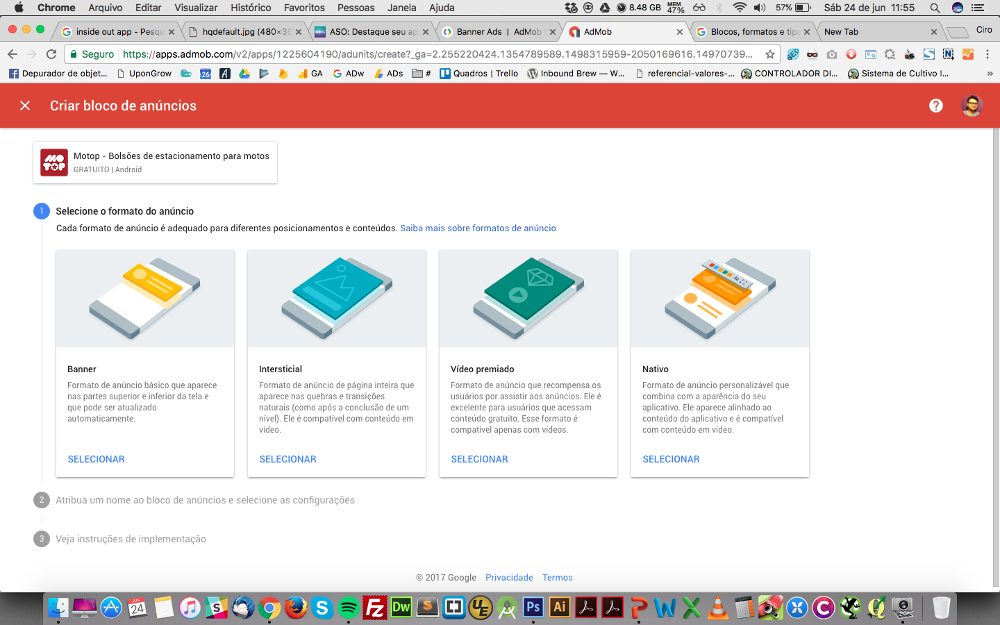 Chrome Arquivo Editar Visualizar Histórico Favoritos Pessoas Janela Ajuda 8.48 GB MEM 47% 57% Sáb 24 de jun 11:55
inside out app - Pesqu hqdefault.jpg (480×36 ASO: Destaque seu ap Banner Ads | AdMob AdMob Blocos, formatos e tipo New Tab Ciro
Seguro https://apps.admob.com/v2/apps/1225604190/adunits/create?_ga=2.255220424.1354789589.1498315959-2050169616.14970739...
Depurador de objet... UponGrow 26 GA ADw ADs # Quadros | Trello Inbound Brew — W... referencial-valores-... CONTROLADOR DI... Sistema de Cultivo I... »
Criar bloco de anúncios
MOTOP
Motop - Bolsões de estacionamento para motos
GRATUITO | Android
1 Selecione o formato do anúncio
Cada formato de anúncio é adequado para diferentes posicionamentos e conteúdos. Saiba mais sobre formatos de anúncio
Banner
Formato de anúncio básico que aparece
nas partes superior e inferior da tela e
que pode ser atualizado
automaticamente.
SELECIONAR
Intersticial
Formato de anúncio de página inteira que
aparece nas quebras e transições
naturais (como após a conclusão de um
nível). Ele é compatível com conteúdo em
vídeo.
SELECIONAR
Vídeo premiado
Formato de anúncio que recompensa os
usuários por assistir aos anúncios. Ele é
excelente para usuários que acessam
conteúdo gratuito. Esse formato é
compatível apenas com vídeos.
SELECIONAR
Nativo
Formato de anúncio personalizável que
combina com a aparência do seu
aplicativo. Ele aparece alinhado ao
conteúdo do aplicativo e é compatível
com conteúdo em vídeo.
SELECIONAR
2 Atribua um nome ao bloco de anúncios e selecione as configurações
3 Veja instruções de implementação
© 2017 Google Privacidade Termos
JUN 24 Fz Dw S UE Ps Ai